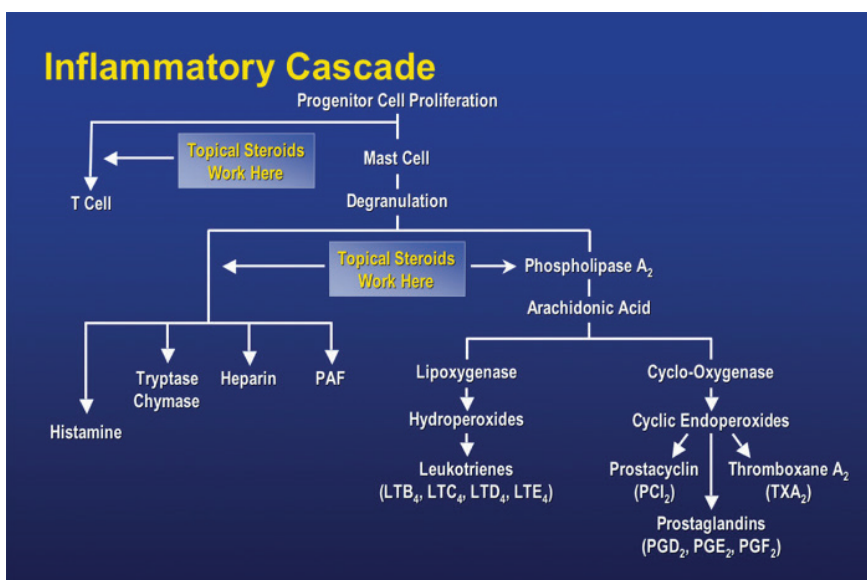 Inflammatory Cascade
Progenitor Cell Proliferation
Topical Steroids
Work Here
Mast Cell
T Cell
Degranulation
Topical Steroids
Work Here
Phospholipase A₂
Arachidonic Acid
Lipoxygenase
Cyclo-Oxygenase
Tryptase
Chymase
Heparin
PAF
Histamine
Hydroperoxides
Cyclic Endoperoxides
Leukotrienes
(LTB₄, LTC₄, LTD₄, LTE₄)
Prostacyclin
(PCI₂)
Thromboxane A₂
(TXA₂)
Prostaglandins
(PGD₂, PGE₂, PGF₂)